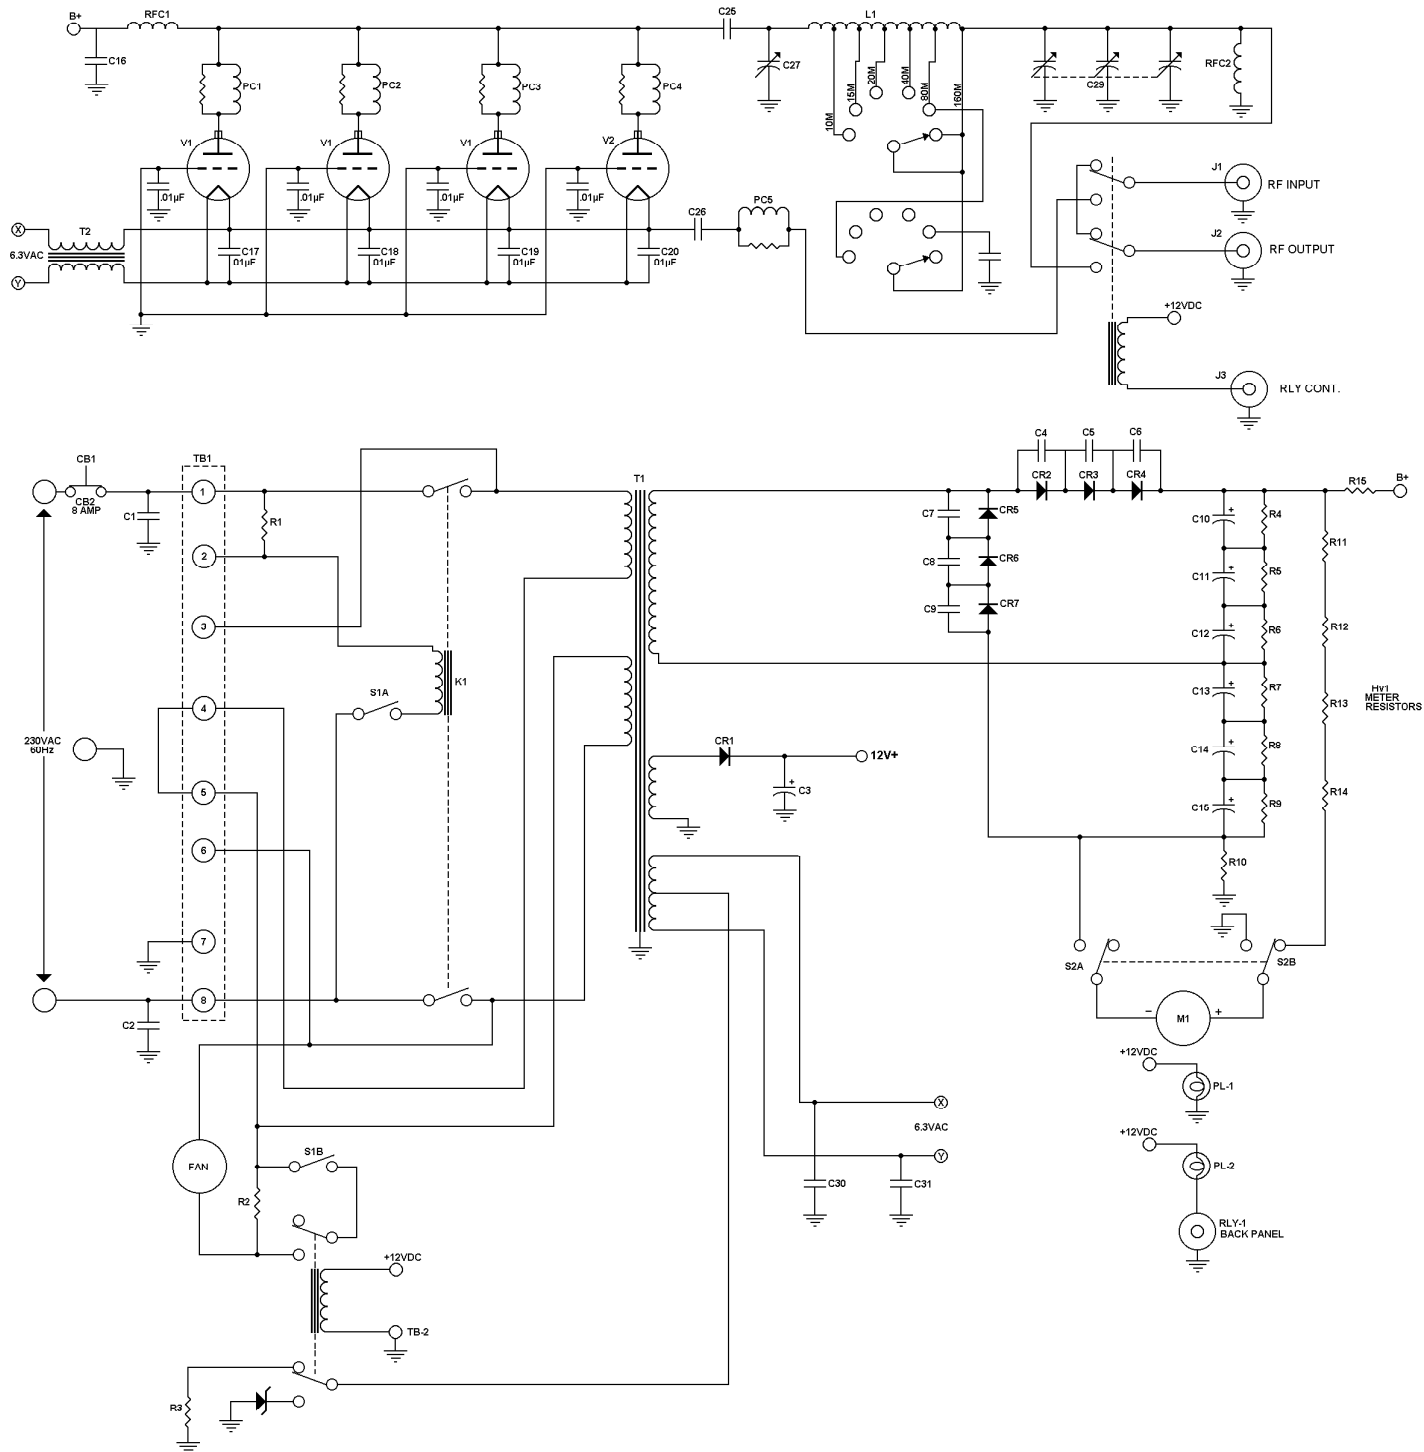 B+
RFC1
C25
L1
C16
C27
10M
15M
20M
40M
80M
160M
C29
RFC2
PC1
PC2
PC3
PC4
V1
V1
V1
V2
.01µF
.01µF
.01µF
.01µF
J1
RF INPUT
PC5
X
T2
C26
J2
RF OUTPUT
6.3VAC
C17
.01µF
C18
.01µF
C19
.01µF
C20
.01µF
Y
+12VDC
J3
RLY CONT.
CB1
TB1
C4
C5
C6
T1
CR2
CR3
CR4
R15
B+
1
CB2
8 AMP
C1
R1
C7
CR5
C10
+
R4
R11
2
C8
CR6
C11
+
R5
C9
CR7
3
C12
+
R6
R12
K1
S1A
C13
+
R7
R13
HV1
METER
RESISTORS
4
230VAC
60Hz
CR1
12V+
C14
+
R8
C3
+
5
C15
+
R9
R14
6
R10
7
S2A
S2B
8
C2
−
M1
+
+12VDC
PL-1
X
6.3VAC
Y
+12VDC
PL-2
S1B
FAN
R2
C30
C31
RLY-1
BACK PANEL
+12VDC
TB-2
R3